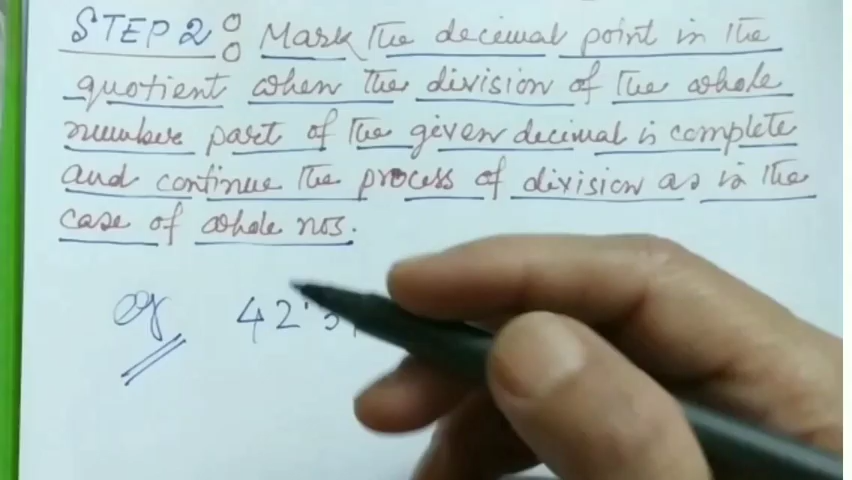 STEP 2: Mark the decimal point in the
quotient when the division of the whole
number part of the given decimal is complete
and continue the process of division as in the
case of whole nos.
eg 42.